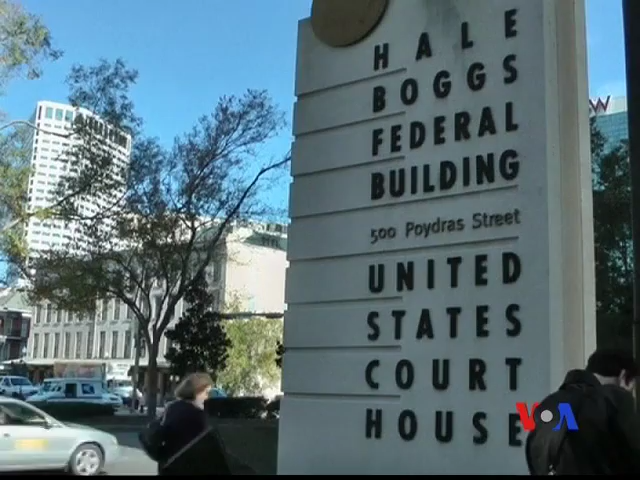 HALE
BOGGS
FEDERAL
BUILDING
500 Poydras Street
UNITED
STATES
COURT
HOUSE
VOA
W